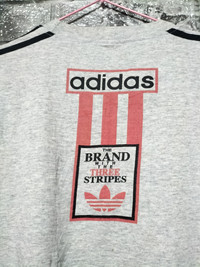 adidas
THE
BRAND
WITH
THE
THREE
STRIPES